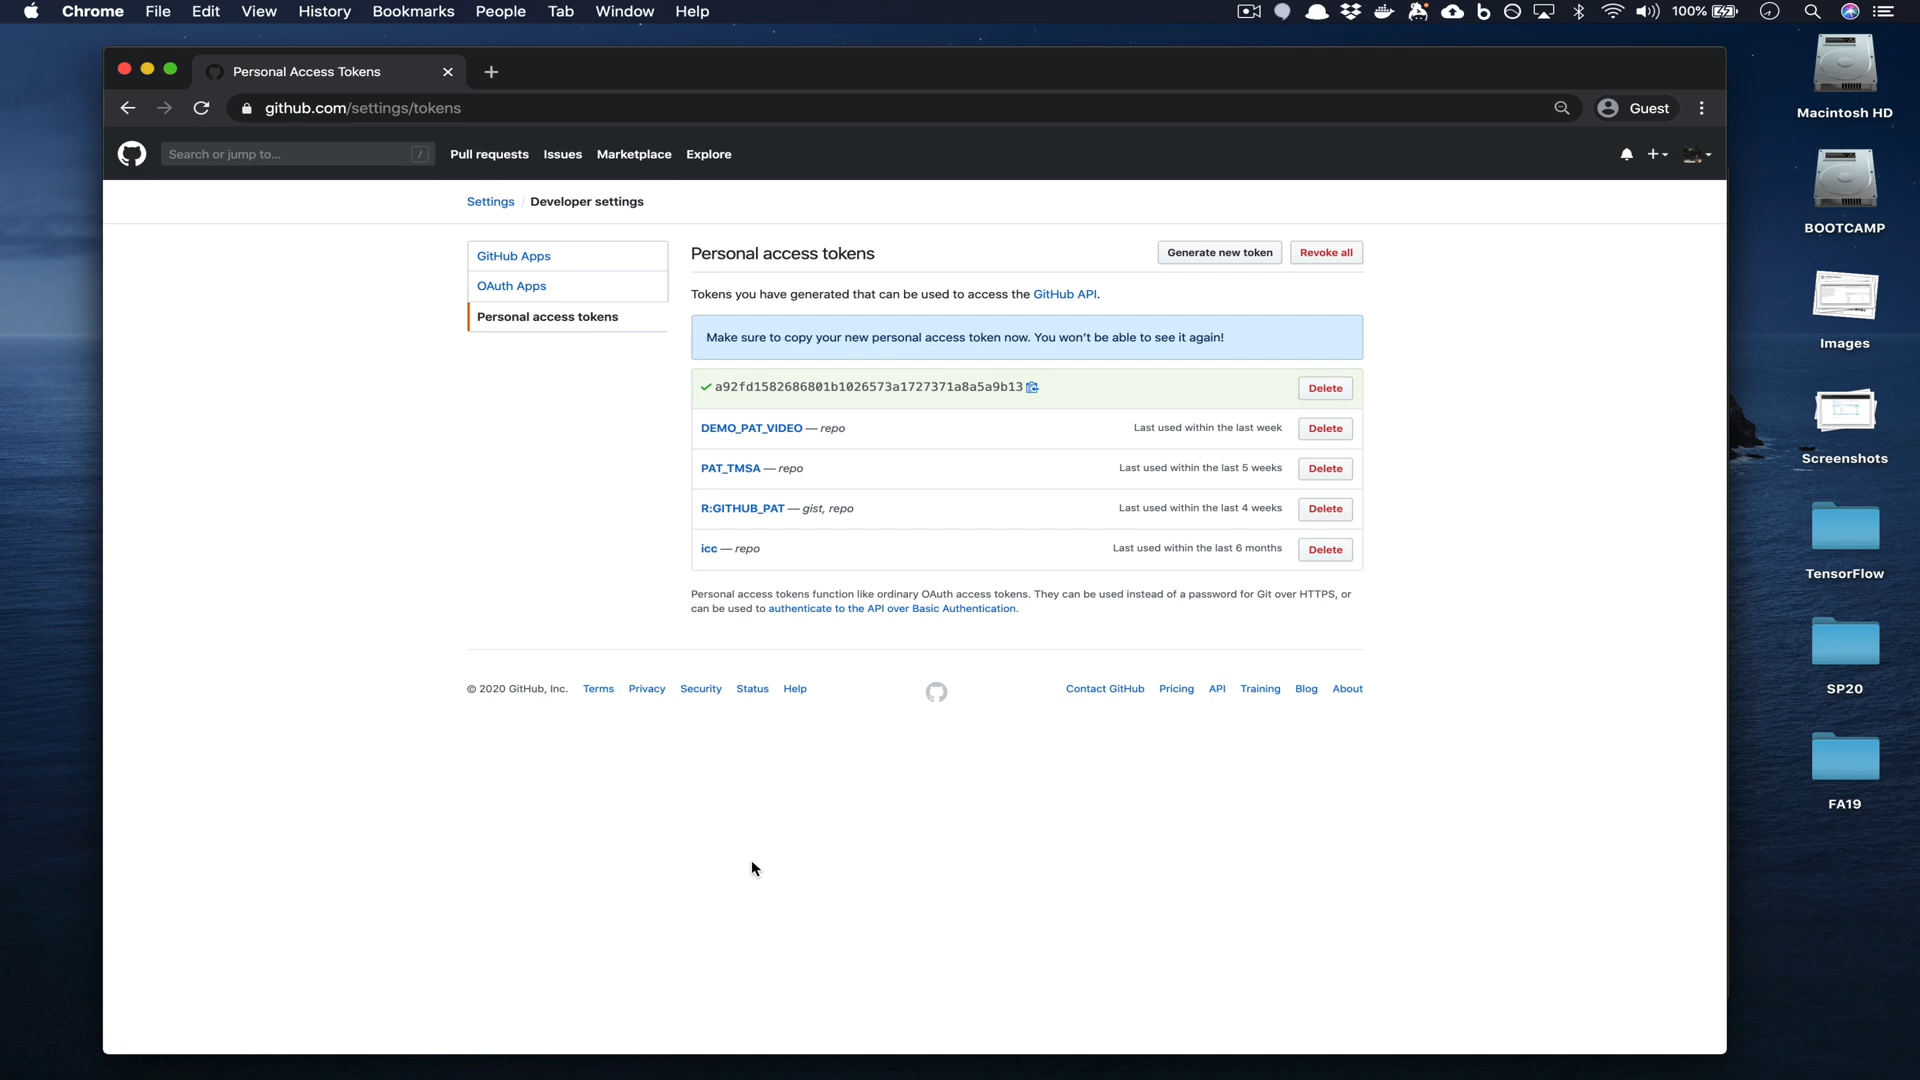 Chrome File Edit View History Bookmarks People Tab Window Help 100%
Personal Access Tokens
github.com/settings/tokens Guest
Search or jump to... / Pull requests Issues Marketplace Explore
Settings / Developer settings
GitHub Apps
OAuth Apps
Personal access tokens
Personal access tokens Generate new token Revoke all
Tokens you have generated that can be used to access the GitHub API.
Make sure to copy your new personal access token now. You won't be able to see it again!
a92fd1582686801b1026573a1727371a8a5a9b13 Delete
DEMO_PAT_VIDEO — repo Last used within the last week Delete
PAT_TMSA — repo Last used within the last 5 weeks Delete
R:GITHUB_PAT — gist, repo Last used within the last 4 weeks Delete
icc — repo Last used within the last 6 months Delete
Personal access tokens function like ordinary OAuth access tokens. They can be used instead of a password for Git over HTTPS, or
can be used to authenticate to the API over Basic Authentication.
© 2020 GitHub, Inc. Terms Privacy Security Status Help Contact GitHub Pricing API Training Blog About
Macintosh HD
BOOTCAMP
Images
Screenshots
TensorFlow
SP20
FA19